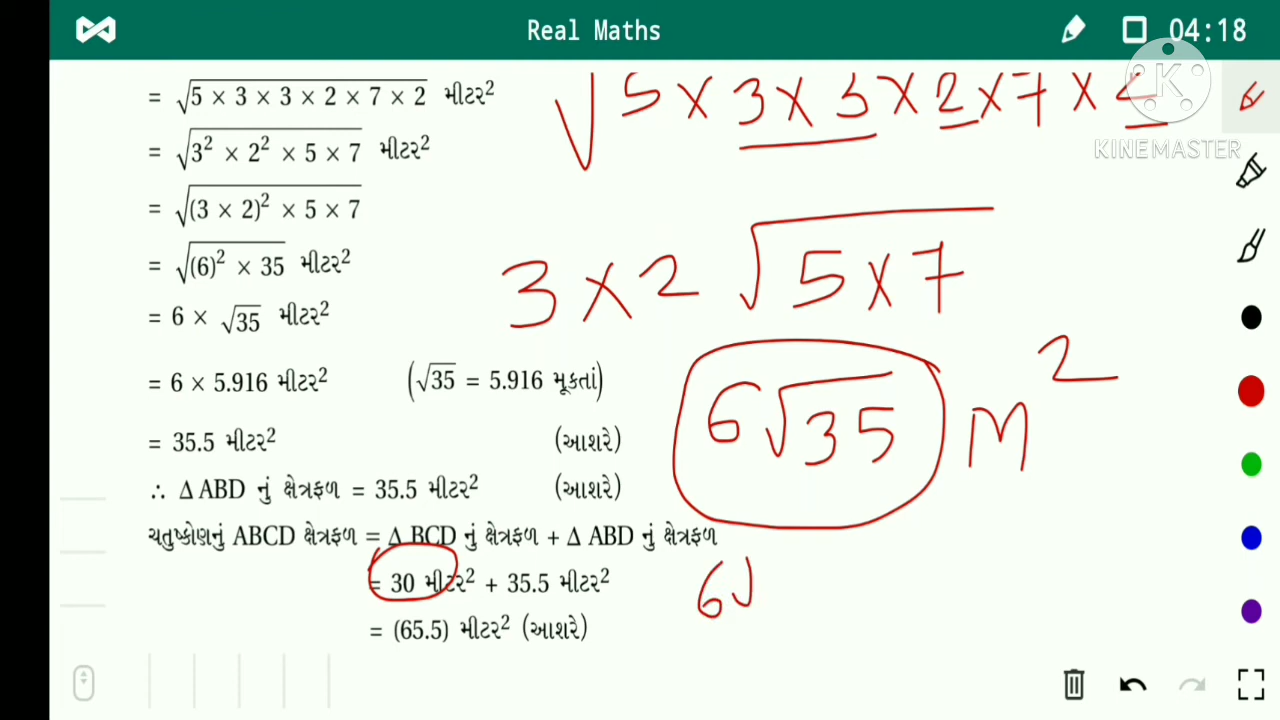 Real Maths
04:18
K
KINEMASTER
= √5 × 3 × 3 × 2 × 7 × 2 મીટર²
√5 × 3 × 3 × 2 × 7 × 2
= √3² × 2² × 5 × 7 મીટર²
= √(3 × 2)² × 5 × 7
= √(6)² × 35 મીટર²
3 × 2 √5 × 7
= 6 × √35 મીટર²
= 6 × 5.916 મીટર² (√35 = 5.916 મૂકતાં)
6√35 M²
= 35.5 મીટર² (આશરે)
∴ Δ ABD નું ક્ષેત્રફળ = 35.5 મીટર² (આશરે)
ચતુષ્કોણનું ABCD ક્ષેત્રફળ = Δ BCD નું ક્ષેત્રફળ + Δ ABD નું ક્ષેત્રફળ
= 30 મીટર² + 35.5 મીટર²
6√
= (65.5) મીટર² (આશરે)